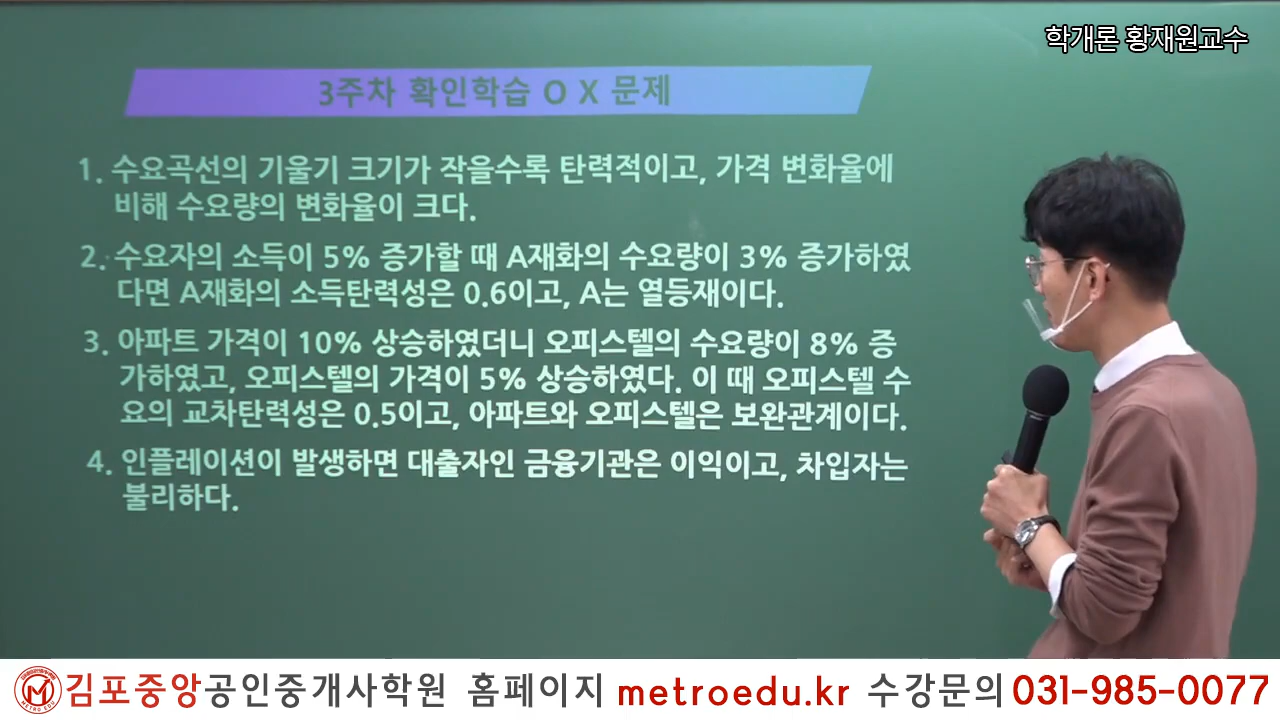 학개론 황재원교수
3주차 확인학습 O X 문제
1. 수요곡선의 기울기 크기가 작을수록 탄력적이고, 가격 변화율에
비해 수요량의 변화율이 크다.
2. 수요자의 소득이 5% 증가할 때 A재화의 수요량이 3% 증가하였
다면 A재화의 소득탄력성은 0.6이고, A는 열등재이다.
3. 아파트 가격이 10% 상승하였더니 오피스텔의 수요량이 8% 증
가하였고, 오피스텔의 가격이 5% 상승하였다. 이 때 오피스텔 수
요의 교차탄력성은 0.5이고, 아파트와 오피스텔은 보완관계이다.
4. 인플레이션이 발생하면 대출자인 금융기관은 이익이고, 차입자는
불리하다.
김포중앙공인중개사학원 홈페이지 metroedu.kr 수강문의 031-985-0077